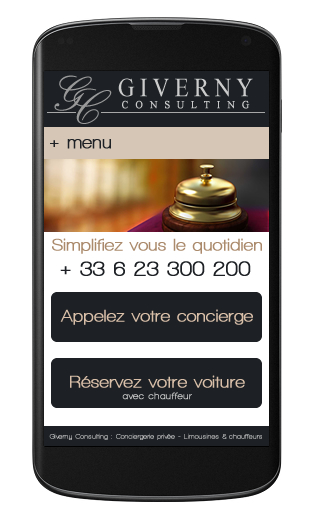 GC GIVERNY
CONSULTING
+ menu
Simplifiez vous le quotidien
+ 33 6 23 300 200
Appelez votre concierge
Réservez votre voiture
avec chauffeur
Giverny Consulting : Conciergerie privée - Limousines & chauffeurs